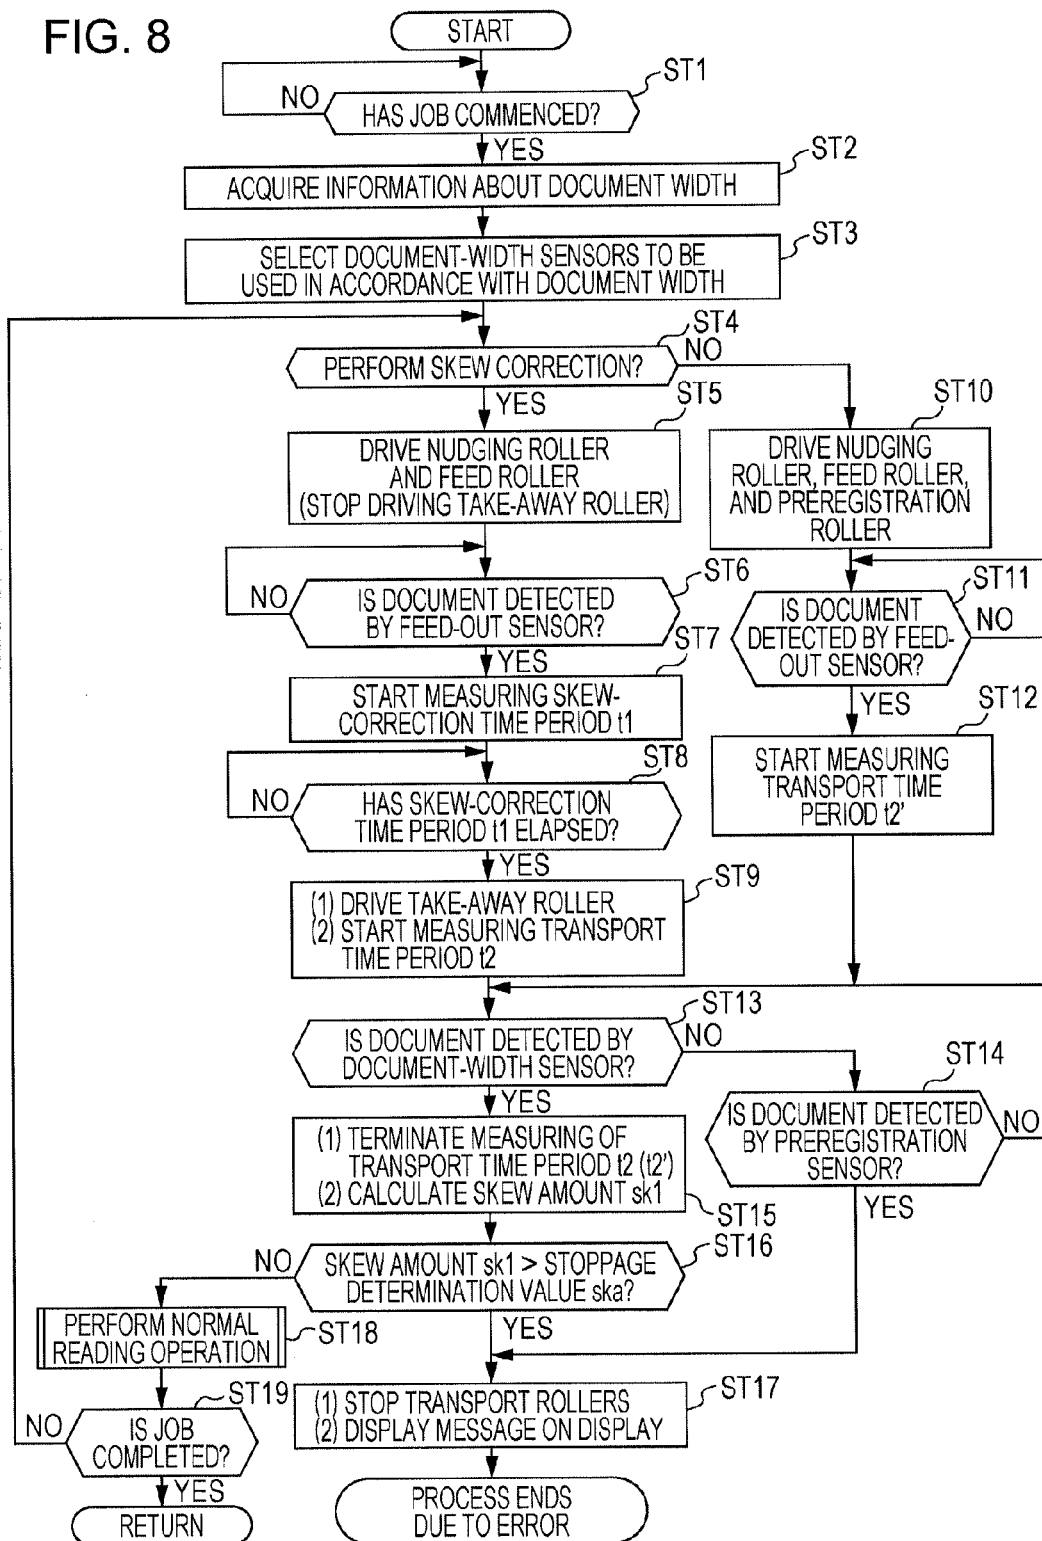 FIG. 8
START
ST1
NO
HAS JOB COMMENCED?
YES
ST2
ACQUIRE INFORMATION ABOUT DOCUMENT WIDTH
ST3
SELECT DOCUMENT-WIDTH SENSORS TO BE
USED IN ACCORDANCE WITH DOCUMENT WIDTH
ST4
PERFORM SKEW CORRECTION?
NO
YES
ST5
DRIVE NUDGING ROLLER
AND FEED ROLLER
(STOP DRIVING TAKE-AWAY ROLLER)
ST10
DRIVE NUDGING
ROLLER, FEED ROLLER,
AND PREREGISTRATION
ROLLER
ST6
NO
IS DOCUMENT DETECTED
BY FEED-OUT SENSOR?
YES
ST11
IS DOCUMENT
DETECTED BY FEED-
OUT SENSOR?
NO
YES
ST7
START MEASURING SKEW-
CORRECTION TIME PERIOD t1
ST12
START MEASURING
TRANSPORT TIME
PERIOD t2'
ST8
NO
HAS SKEW-CORRECTION
TIME PERIOD t1 ELAPSED?
YES
ST9
(1) DRIVE TAKE-AWAY ROLLER
(2) START MEASURING TRANSPORT
TIME PERIOD t2
ST13
IS DOCUMENT DETECTED BY
DOCUMENT-WIDTH SENSOR?
NO
YES
ST14
IS DOCUMENT DETECTED
BY PREREGISTRATION
SENSOR?
NO
YES
(1) TERMINATE MEASURING OF
TRANSPORT TIME PERIOD t2 (t2')
(2) CALCULATE SKEW AMOUNT sk1
ST15
ST16
NO
SKEW AMOUNT sk1 > STOPPAGE
DETERMINATION VALUE ska?
YES
PERFORM NORMAL
READING OPERATION
ST18
ST17
(1) STOP TRANSPORT ROLLERS
(2) DISPLAY MESSAGE ON DISPLAY
ST19
NO
IS JOB
COMPLETED?
YES
RETURN
PROCESS ENDS
DUE TO ERROR